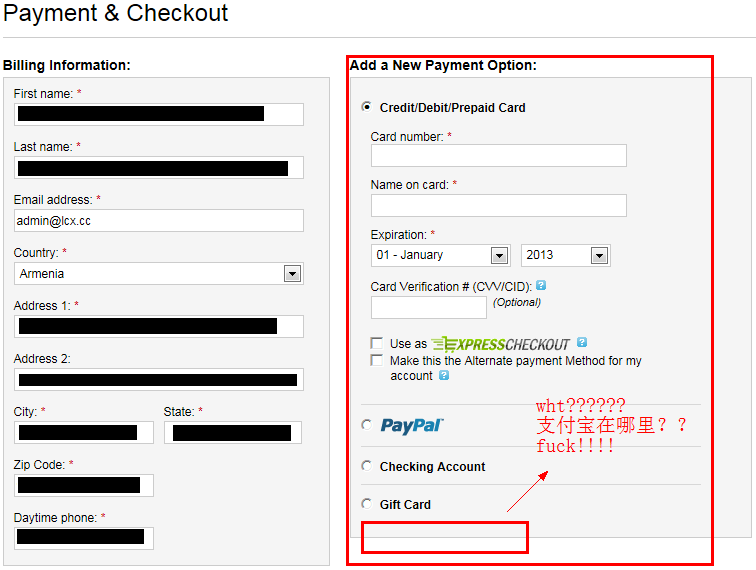 Payment & Checkout
Billing Information:
First name: *
Last name: *
Email address: *
admin@lcx.cc
Country: *
Armenia
Address 1: *
Address 2:
City: *
State: *
Zip Code: *
Daytime phone: *
Add a New Payment Option:
Credit/Debit/Prepaid Card
Card number: *
Name on card: *
Expiration: *
01 - January
2013
Card Verification # (CVV/CID): ?
(Optional)
Use as EXPRESSCHECKOUT ?
Make this the Alternate payment Method for my
account ?
PayPal™
Checking Account
Gift Card
wht??????
支付宝在哪里？？
fuck!!!!